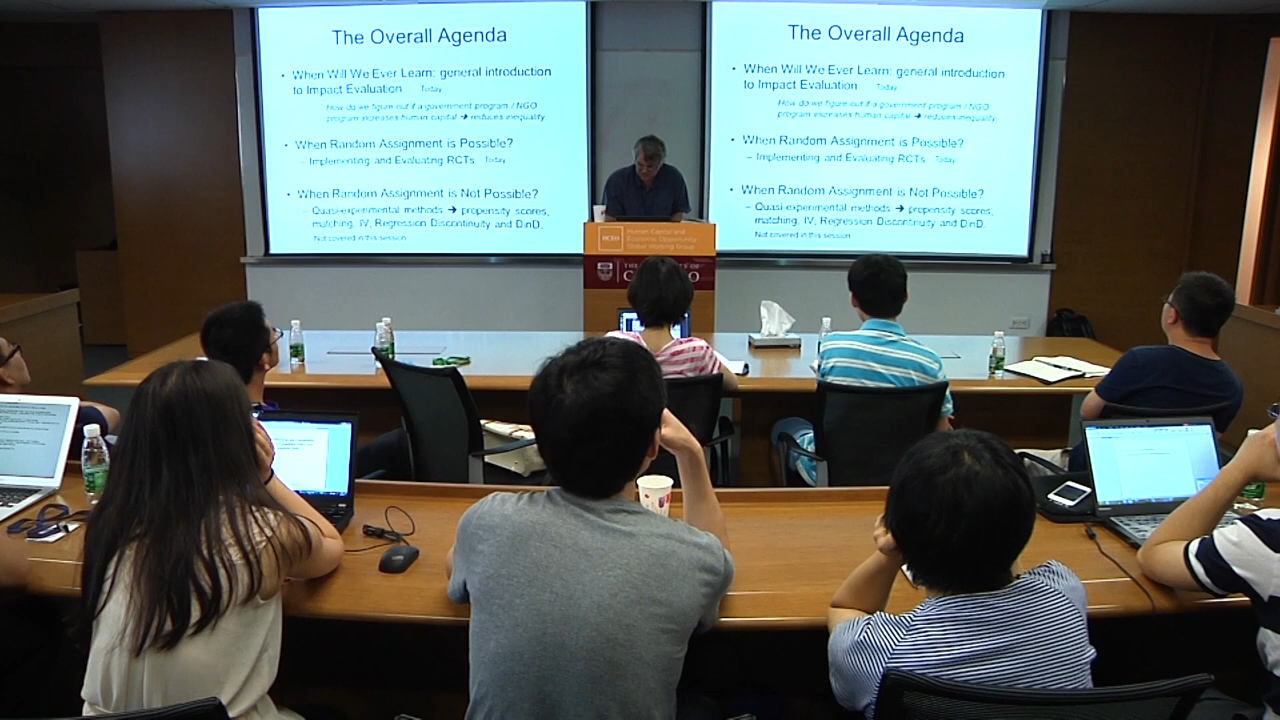 The Overall Agenda
• When Will We Ever Learn: general introduction
to Impact Evaluation Today
How do we figure out if a government program / NGO
program increases human capital ➔ reduces inequality
• When Random Assignment is Possible?
– Implementing and Evaluating RCTs Today
• When Random Assignment is Not Possible?
– Quasi-experimental methods ➔ propensity scores,
matching, IV, Regression Discontinuity and DinD.
Not covered in this session
The Overall Agenda
• When Will We Ever Learn: general introduction
to Impact Evaluation Today
How do we figure out if a government program / NGO
program increases human capital ➔ reduces inequality
• When Random Assignment is Possible?
– Implementing and Evaluating RCTs Today
• When Random Assignment is Not Possible?
– Quasi-experimental methods ➔ propensity scores,
matching, IV, Regression Discontinuity and DinD.
Not covered in this session
HCEO
Human Capital and
Economic Opportunity
Global Working Group